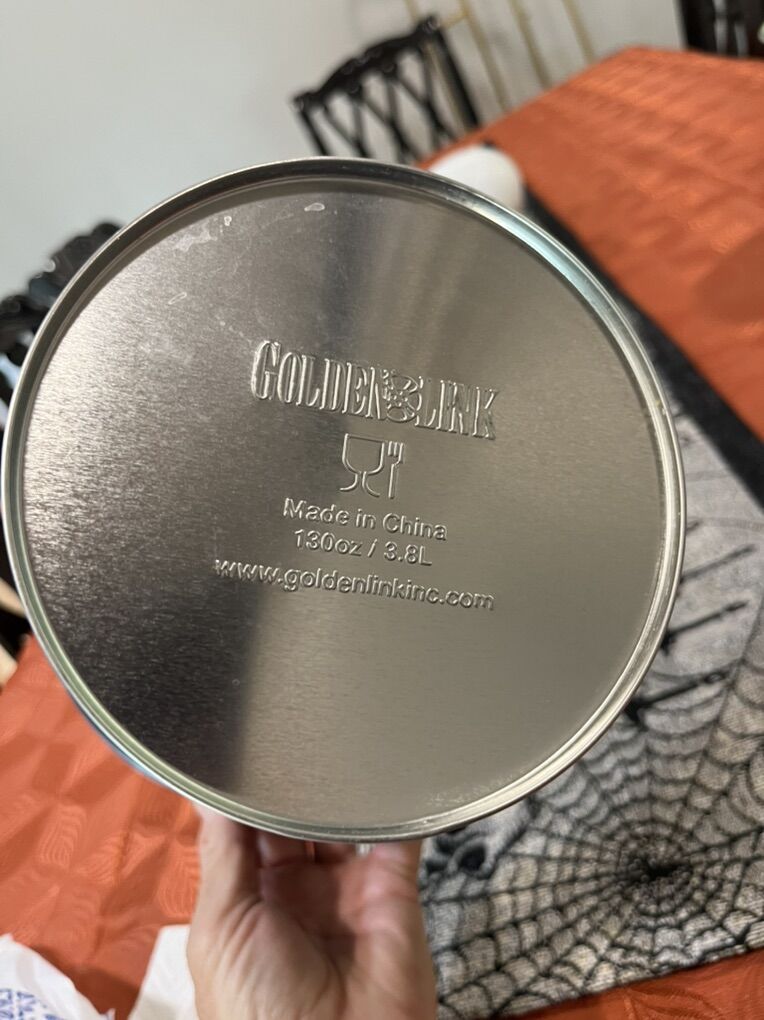 GOLDEN LINK
Made in China
130oz / 3.8L
www.goldenlinkinc.com